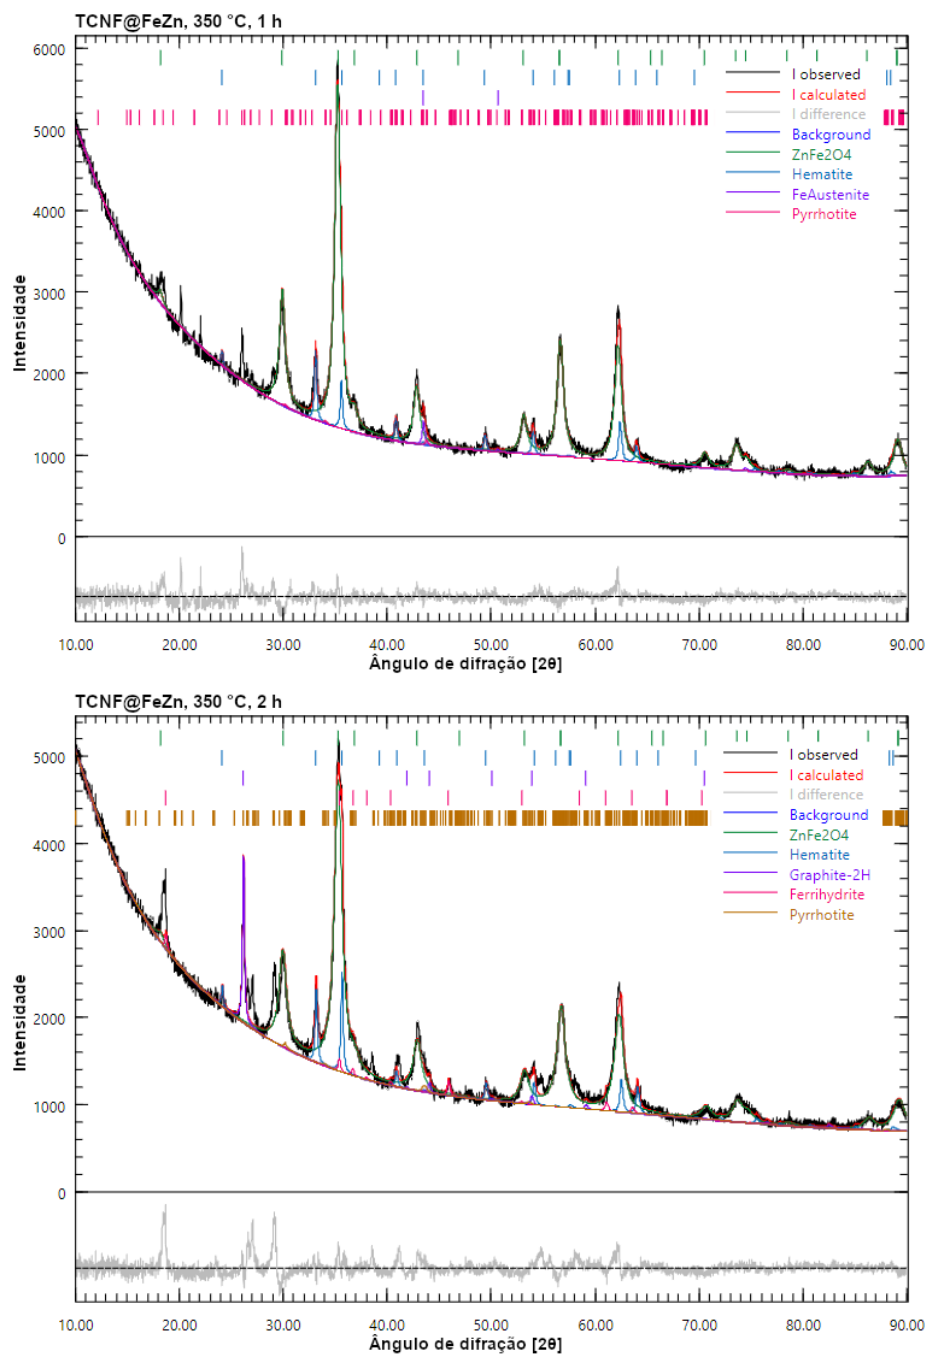 TCNF@FeZn, 350 °C, 1 h
6000
5000
4000
3000
2000
1000
0
Intensidade
I observed
I calculated
I difference
Background
ZnFe2O4
Hematite
FeAustenite
Pyrrhotite
10.00 20.00 30.00 40.00 50.00 60.00 70.00 80.00 90.00
Ângulo de difração [2θ]
TCNF@FeZn, 350 °C, 2 h
5000
4000
3000
2000
1000
0
Intensidade
I observed
I calculated
I difference
Background
ZnFe2O4
Hematite
Graphite-2H
Ferrihydrite
Pyrrhotite
10.00 20.00 30.00 40.00 50.00 60.00 70.00 80.00 90.00
Ângulo de difração [2θ]